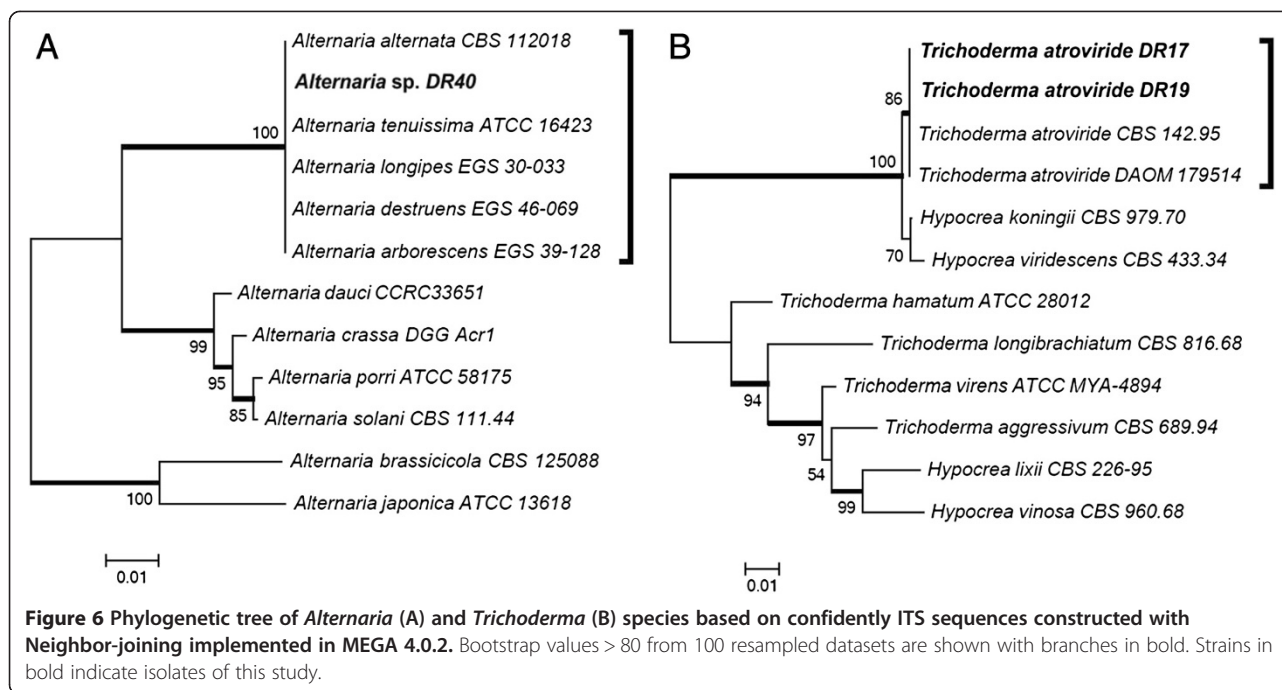 A
Alternaria alternata CBS 112018
Alternaria sp. DR40
Alternaria tenuissima ATCC 16423
100
Alternaria longipes EGS 30-033
Alternaria destruens EGS 46-069
Alternaria arborescens EGS 39-128
Alternaria dauci CCRC33651
Alternaria crassa DGG Acr1
99
Alternaria porri ATCC 58175
95
Alternaria solani CBS 111.44
85
Alternaria brassicicola CBS 125088
Alternaria japonica ATCC 13618
100
0.01
B
Trichoderma atroviride DR17
Trichoderma atroviride DR19
86
Trichoderma atroviride CBS 142.95
100
Trichoderma atroviride DAOM 179514
Hypocrea koningii CBS 979.70
70
Hypocrea viridescens CBS 433.34
Trichoderma hamatum ATCC 28012
Trichoderma longibrachiatum CBS 816.68
94
Trichoderma virens ATCC MYA-4894
97
Trichoderma aggressivum CBS 689.94
54
Hypocrea lixii CBS 226-95
99
Hypocrea vinosa CBS 960.68
0.01
Figure 6 Phylogenetic tree of Alternaria (A) and Trichoderma (B) species based on confidently ITS sequences constructed with
Neighbor-joining implemented in MEGA 4.0.2. Bootstrap values > 80 from 100 resampled datasets are shown with branches in bold. Strains in
bold indicate isolates of this study.